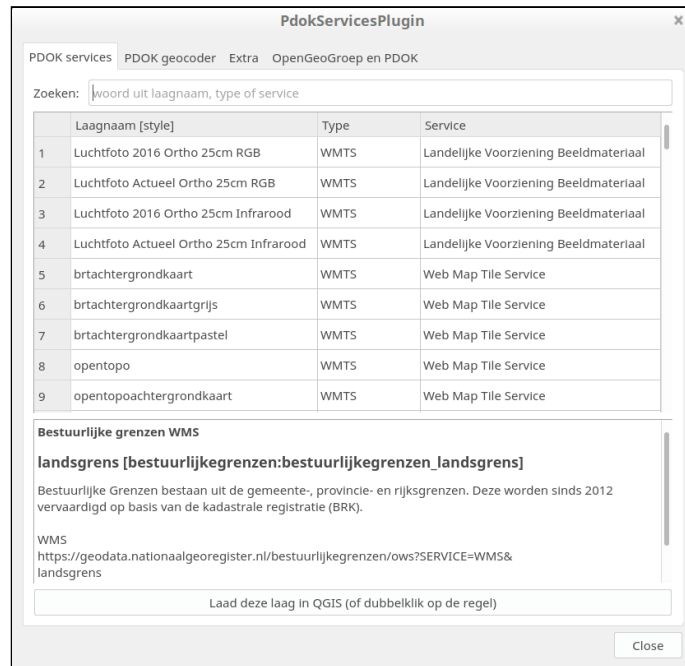 PdokServicesPlugin
PDOK services PDOK geocoder Extra OpenGeoGroep en PDOK
Zoeken: woord uit laagnaam, type of service
Laagnaam [style] Type Service
1 Luchtfoto 2016 Ortho 25cm RGB WMTS Landelijke Voorziening Beeldmateriaal
2 Luchtfoto Actueel Ortho 25cm RGB WMTS Landelijke Voorziening Beeldmateriaal
3 Luchtfoto 2016 Ortho 25cm Infrarood WMTS Landelijke Voorziening Beeldmateriaal
4 Luchtfoto Actueel Ortho 25cm Infrarood WMTS Landelijke Voorziening Beeldmateriaal
5 brtachtergrondkaart WMTS Web Map Tile Service
6 brtachtergrondkaartgrijs WMTS Web Map Tile Service
7 brtachtergrondkaartpastel WMTS Web Map Tile Service
8 opentopo WMTS Web Map Tile Service
9 opentopoachtergrondkaart WMTS Web Map Tile Service
Bestuurlijke grenzen WMS
landsgrens [bestuurlijkegrenzen:bestuurlijkegrenzen_landsgrens]
Bestuurlijke Grenzen bestaan uit de gemeente-, provincie- en rijksgrenzen. Deze worden sinds 2012
vervaardigd op basis van de kadastrale registratie (BRK).
WMS
https://geodata.nationaalgeoregister.nl/bestuurlijkegrenzen/ows?SERVICE=WMS&
landsgrens
Laad deze laag in QGIS (of dubbelklik op de regel)
Close